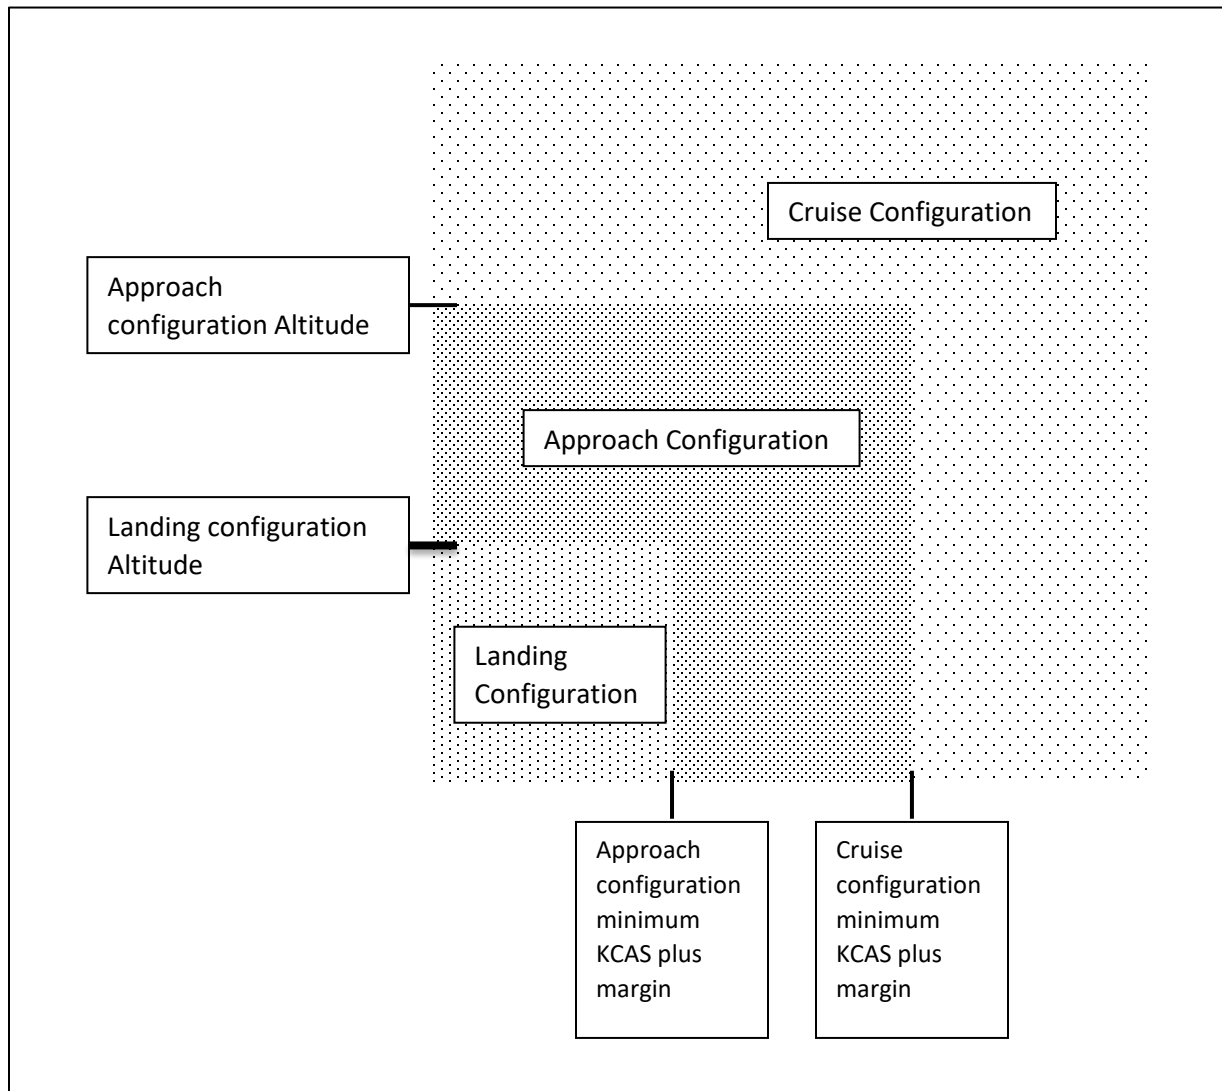 Cruise Configuration
Approach
configuration Altitude
Approach Configuration
Landing configuration
Altitude
Landing
Configuration
Approach
configuration
minimum
KCAS plus
margin
Cruise
configuration
minimum
KCAS plus
margin